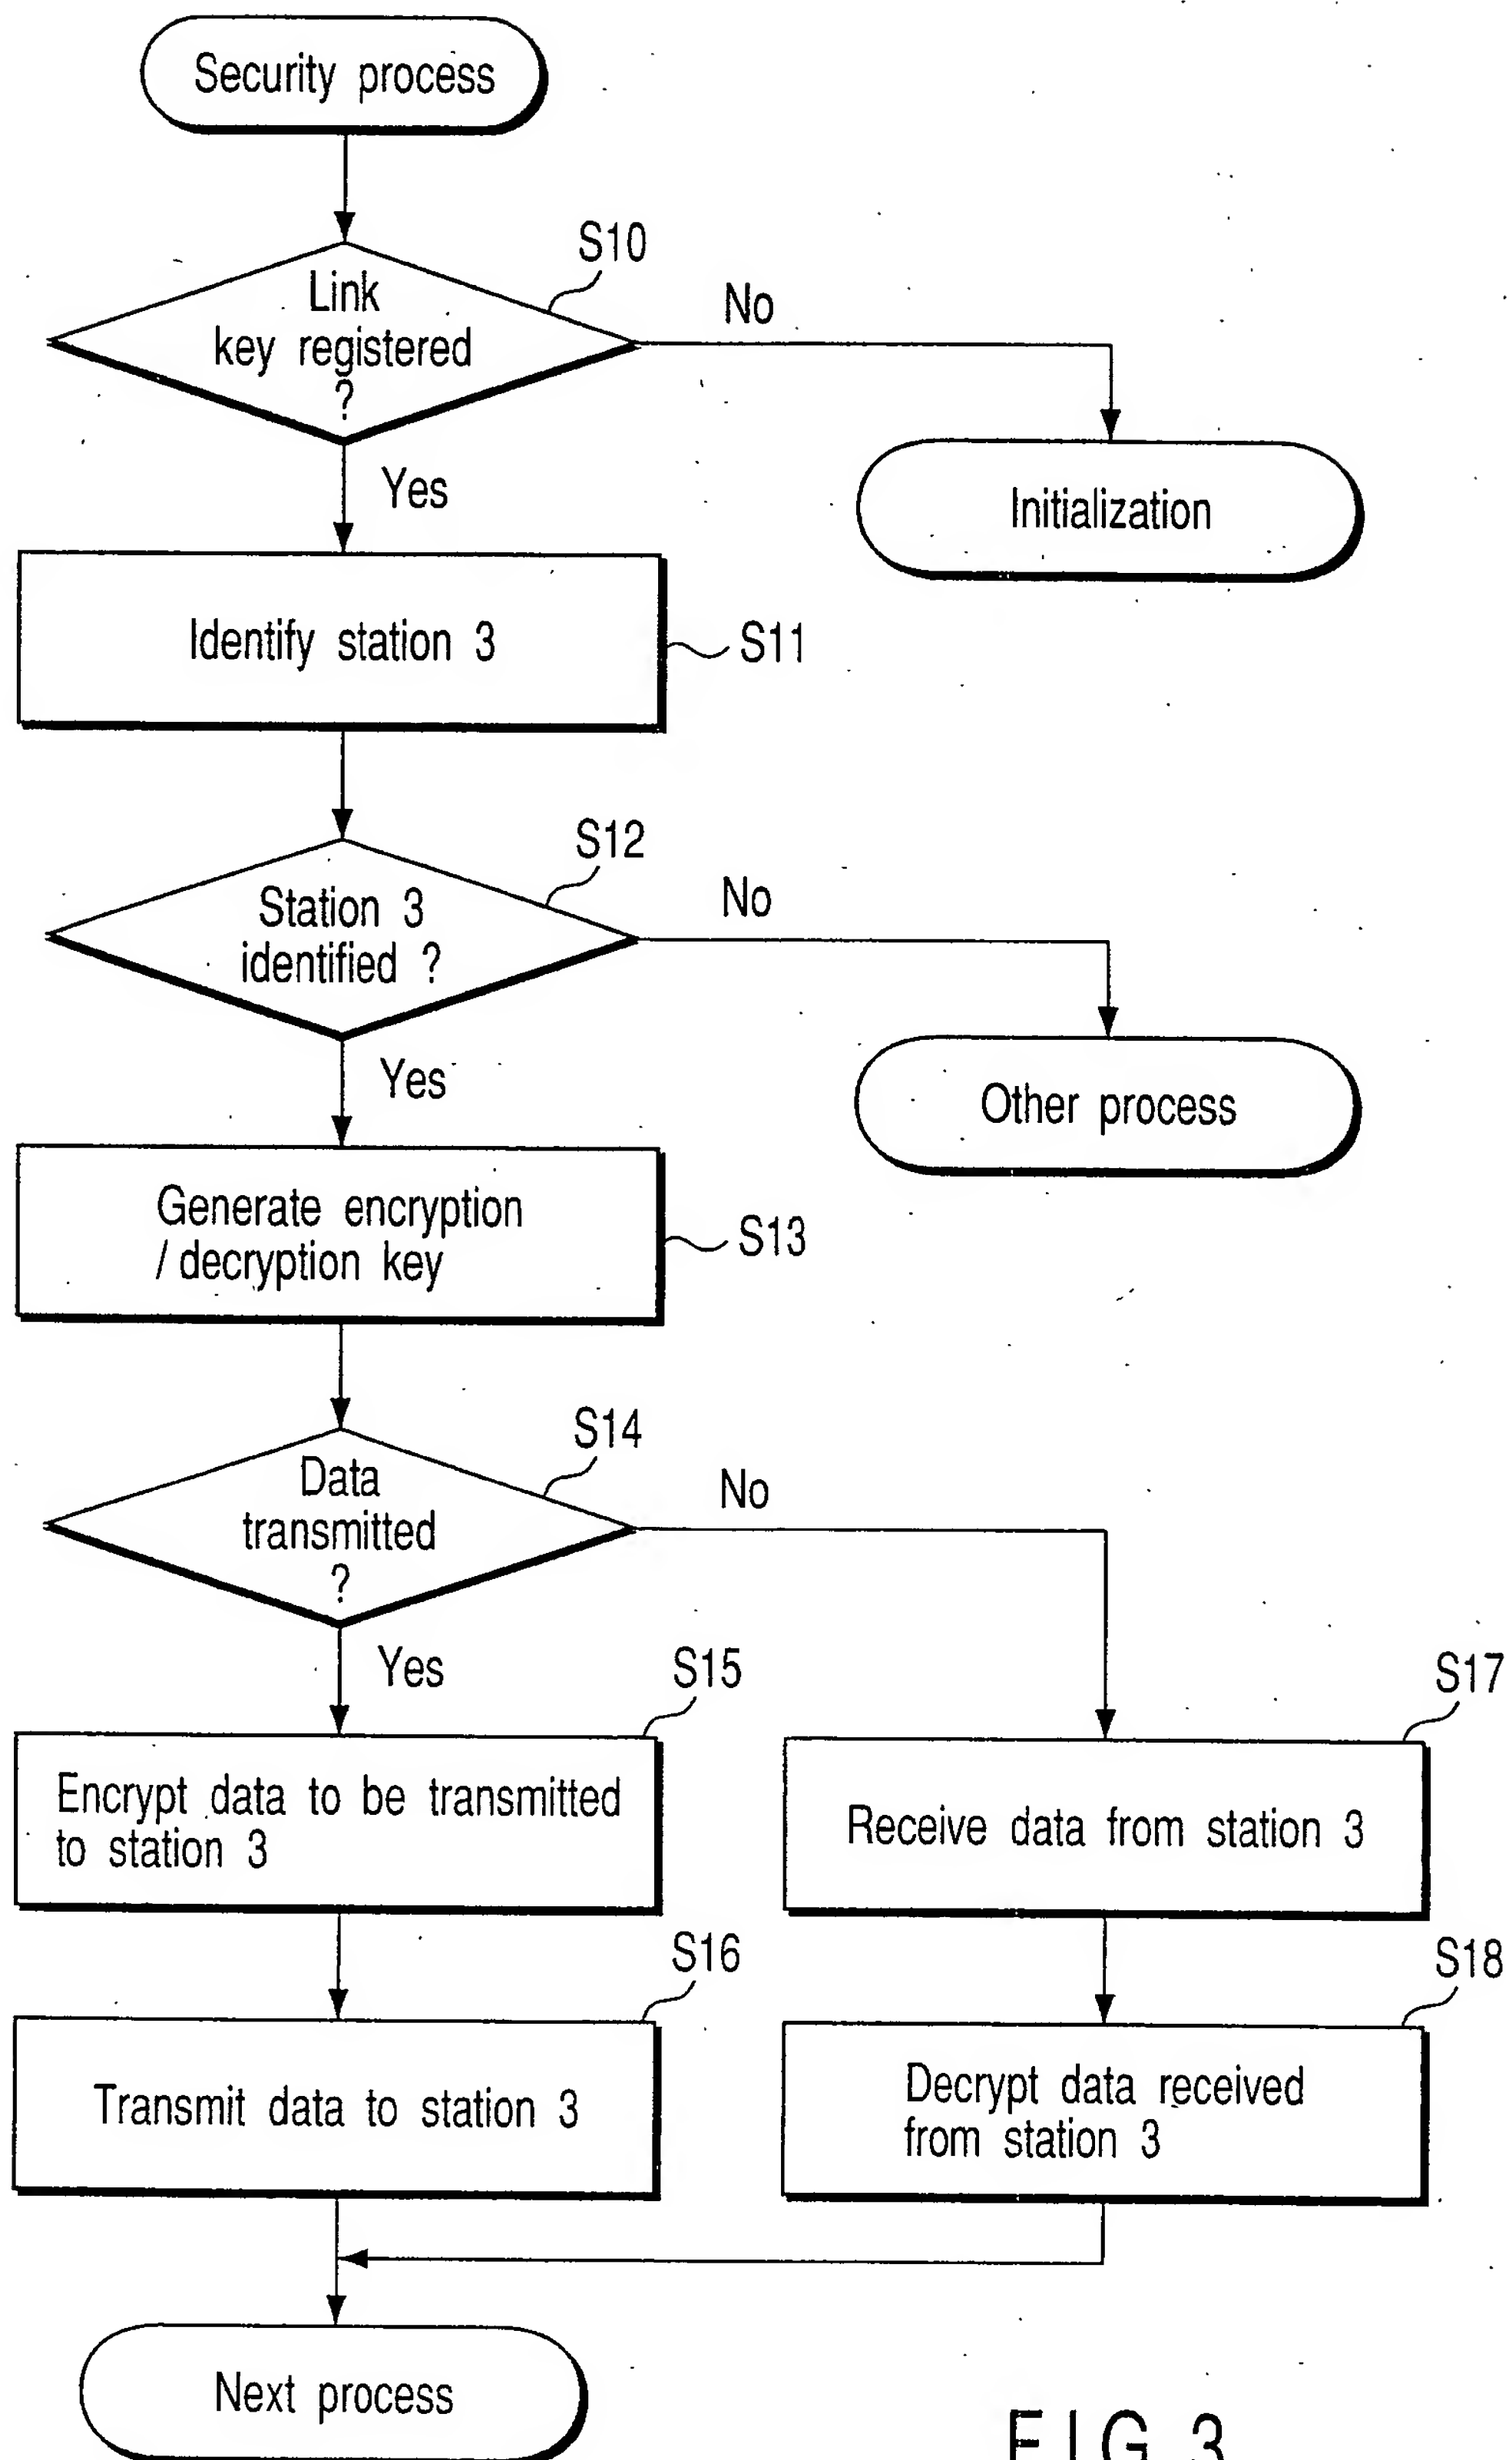 Security process
S10
Link
key registered
?
No
Yes
Initialization
Identify station 3
S11
S12
Station 3
identified ?
No
Yes
Other process
Generate encryption
/ decryption key
S13
S14
Data
transmitted
?
No
Yes
S15
S17
Encrypt data to be transmitted
to station 3
Receive data from station 3
S16
S18
Transmit data to station 3
Decrypt data received
from station 3
Next process
FIG. 3